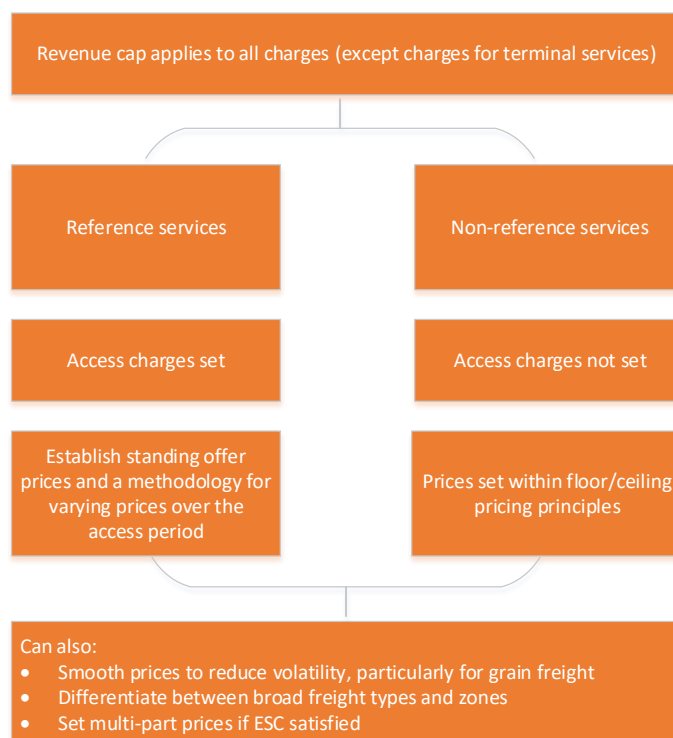 Revenue cap applies to all charges (except charges for terminal services)
Reference services
Non-reference services
Access charges set
Access charges not set
Establish standing offer
prices and a methodology for
varying prices over the
access period
Prices set within floor/ceiling
pricing principles
Can also:
• Smooth prices to reduce volatility, particularly for grain freight
• Differentiate between broad freight types and zones
• Set multi-part prices if ESC satisfied